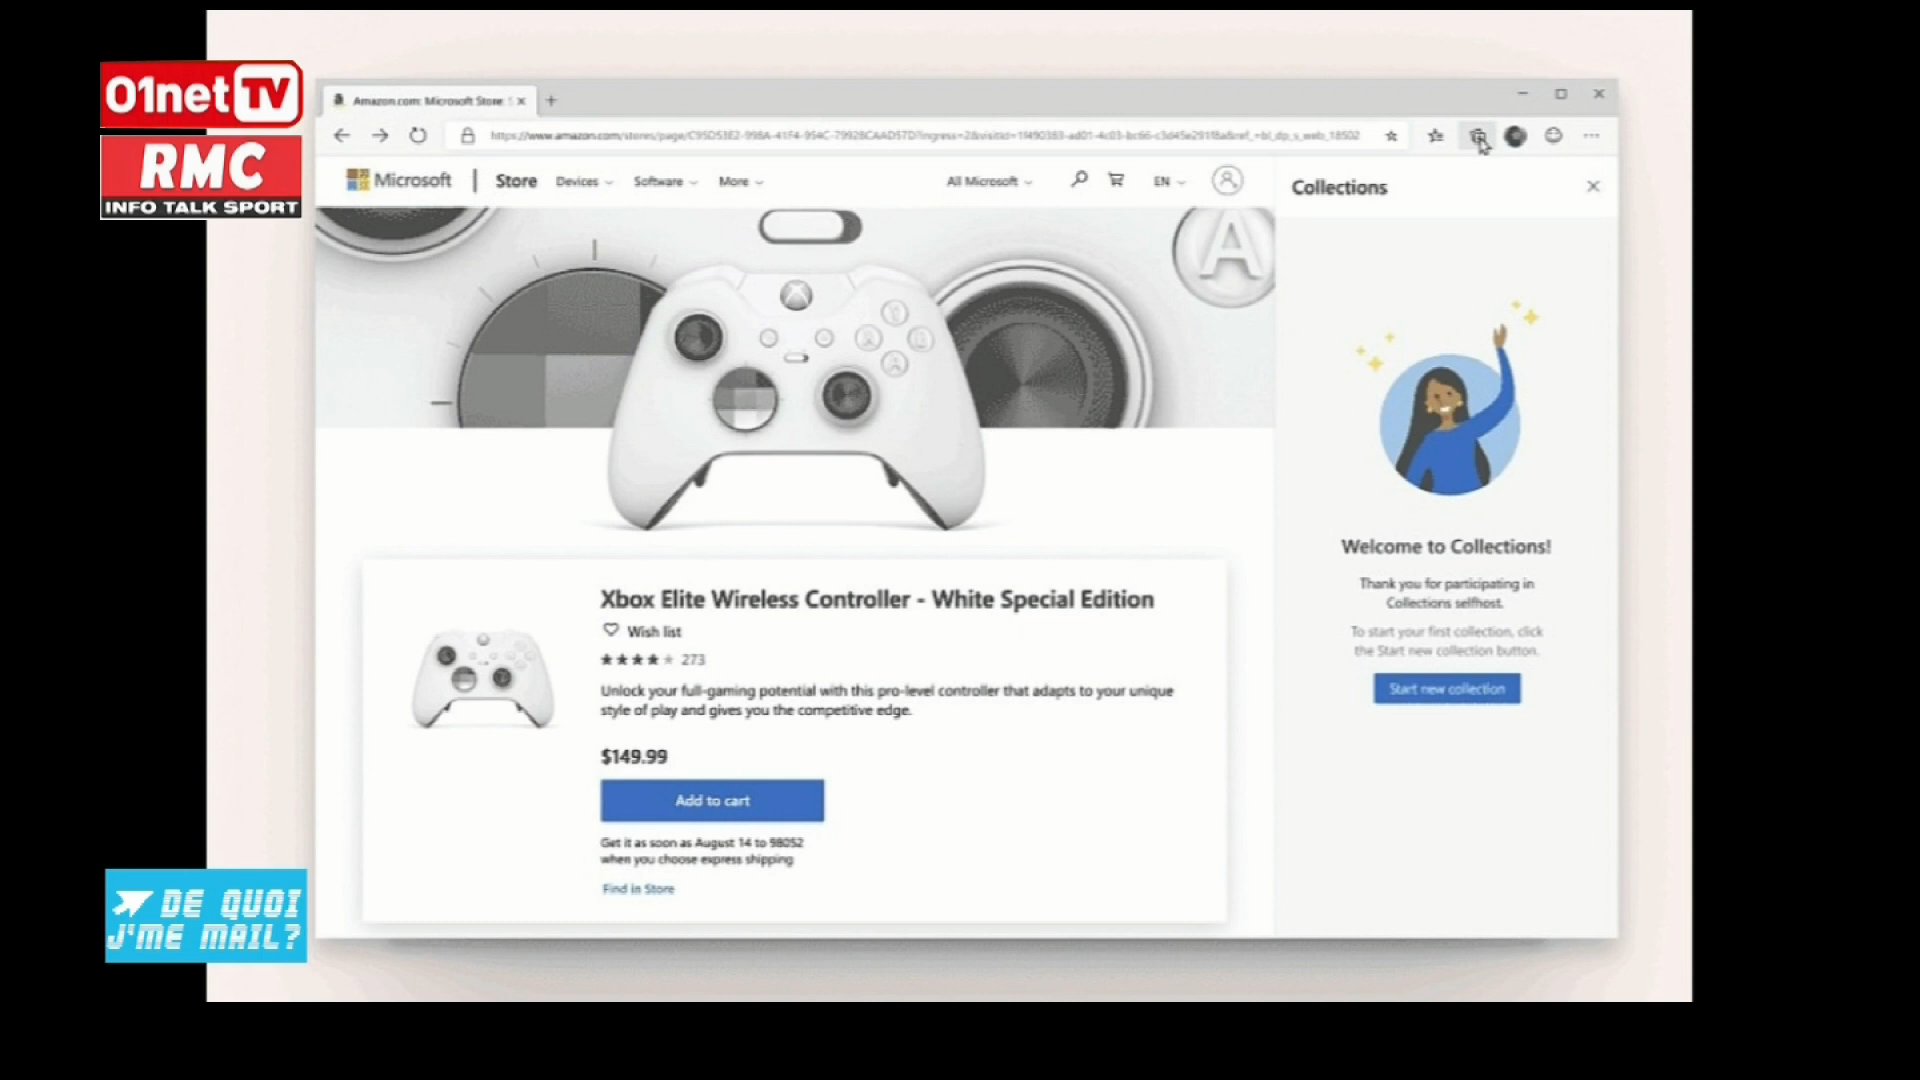 01net TV
RMC
INFO TALK SPORT
Amazon.com: Microsoft Store:
Microsoft | Store Devices Software More All Microsoft EN
Collections
A
Xbox Elite Wireless Controller - White Special Edition
Wish list
273
Unlock your full-gaming potential with this pro-level controller that adapts to your unique
style of play and gives you the competitive edge.
$149.99
Add to cart
Get it as soon as August 14 to 98052
when you choose express shipping
Find in Store
Welcome to Collections!
Thank you for participating in
Collections selfhost.
To start your first collection, click
the Start new collection button.
Start new collection
DE QUOI
J'ME MAIL?